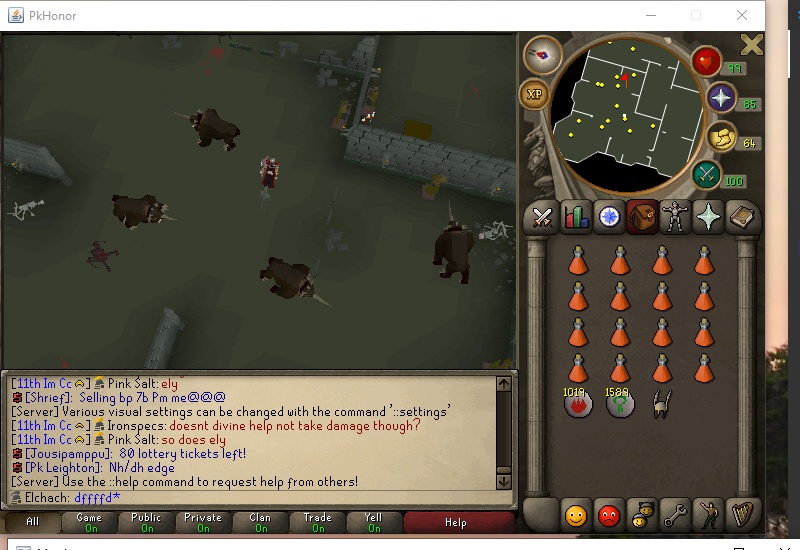 PkHonor
99
XP
85
64
100
1019
1589
[11th Im Cc] Pink Salt: ely
[Shrief]: Selling bp 7b Pm me@@@
[Server] Various visual settings can be changed with the command '::settings'
[11th Im Cc] Ironspecs: doesnt divine help not take damage though?
[11th Im Cc] Pink Salt: so does ely
[Jousipamppu]: 80 lottery tickets left!
[Pk Leighton]: Nh/dh edge
[Server] Use the ::help command to request help from others!
Elchach: dffffd*
All
Game
On
Public
On
Private
On
Clan
On
Trade
On
Yell
On
Help